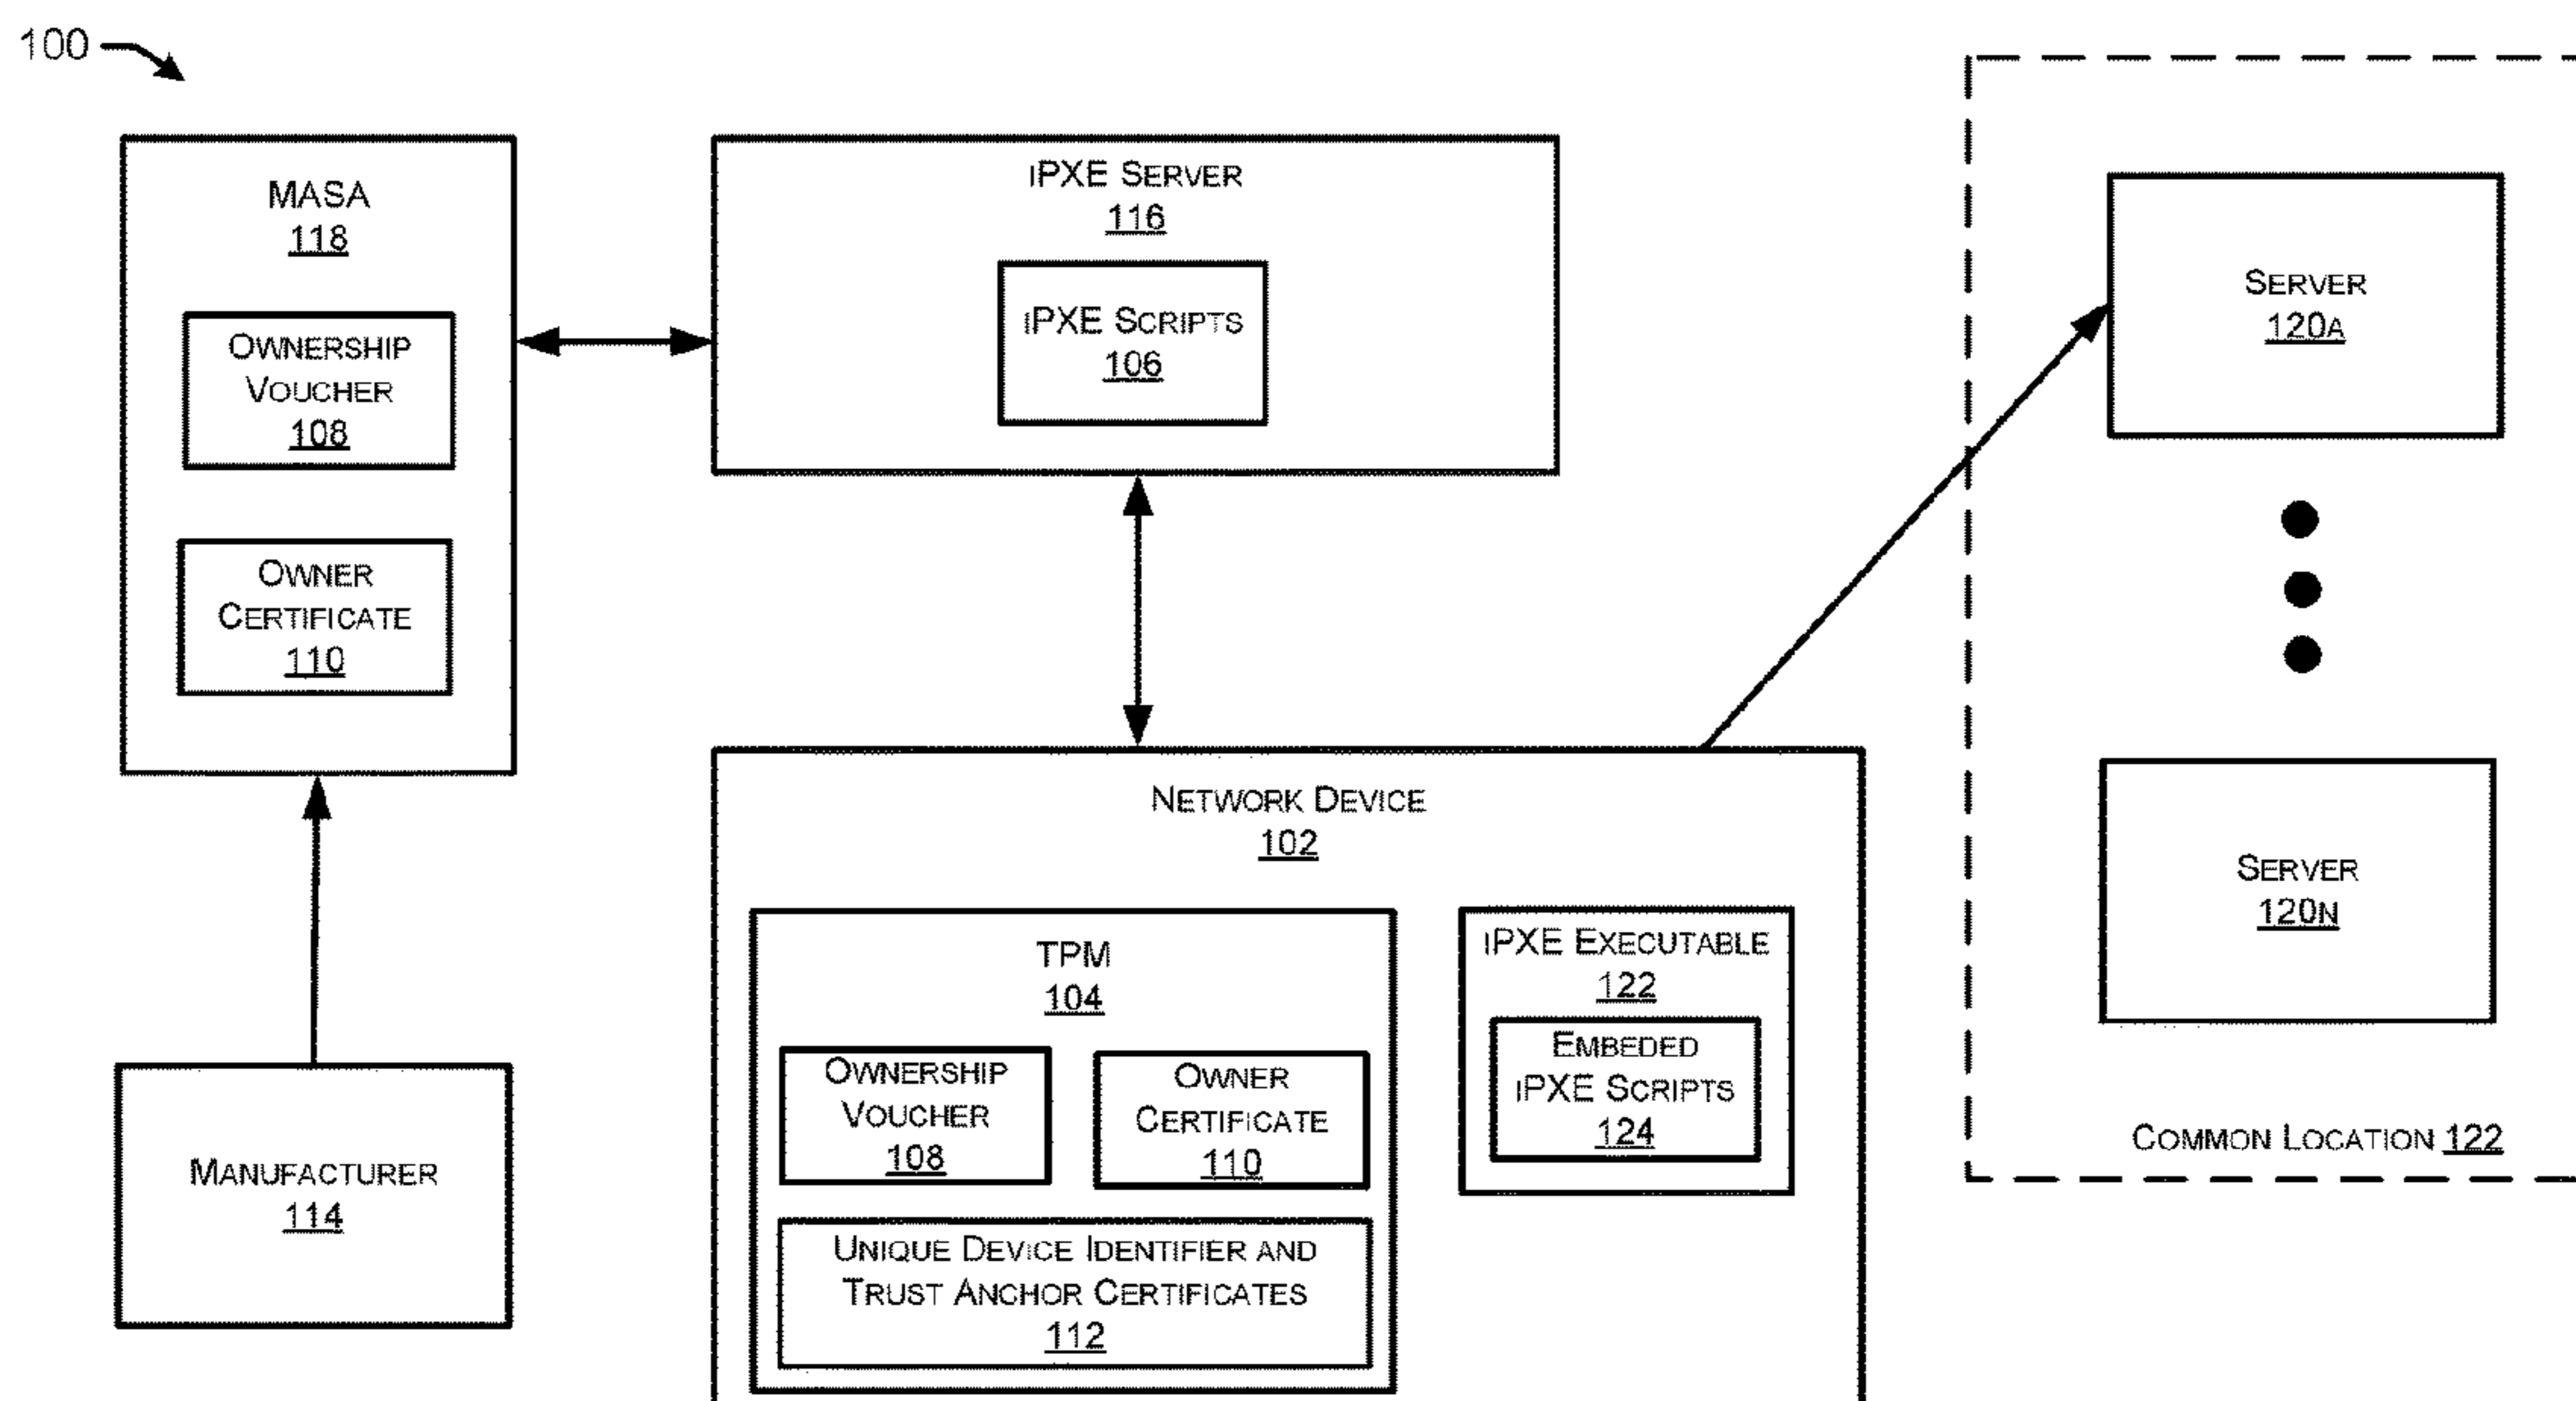 100
MASA
118
OWNERSHIP
VOUCHER
108
OWNER
CERTIFICATE
110
MANUFACTURER
114
iPXE SERVER
116
iPXE SCRIPTS
106
NETWORK DEVICE
102
TPM
104
OWNERSHIP
VOUCHER
108
OWNER
CERTIFICATE
110
UNIQUE DEVICE IDENTIFIER AND
TRUST ANCHOR CERTIFICATES
112
iPXE EXECUTABLE
122
EMBEDED
iPXE SCRIPTS
124
SERVER
120A
SERVER
120N
COMMON LOCATION 122